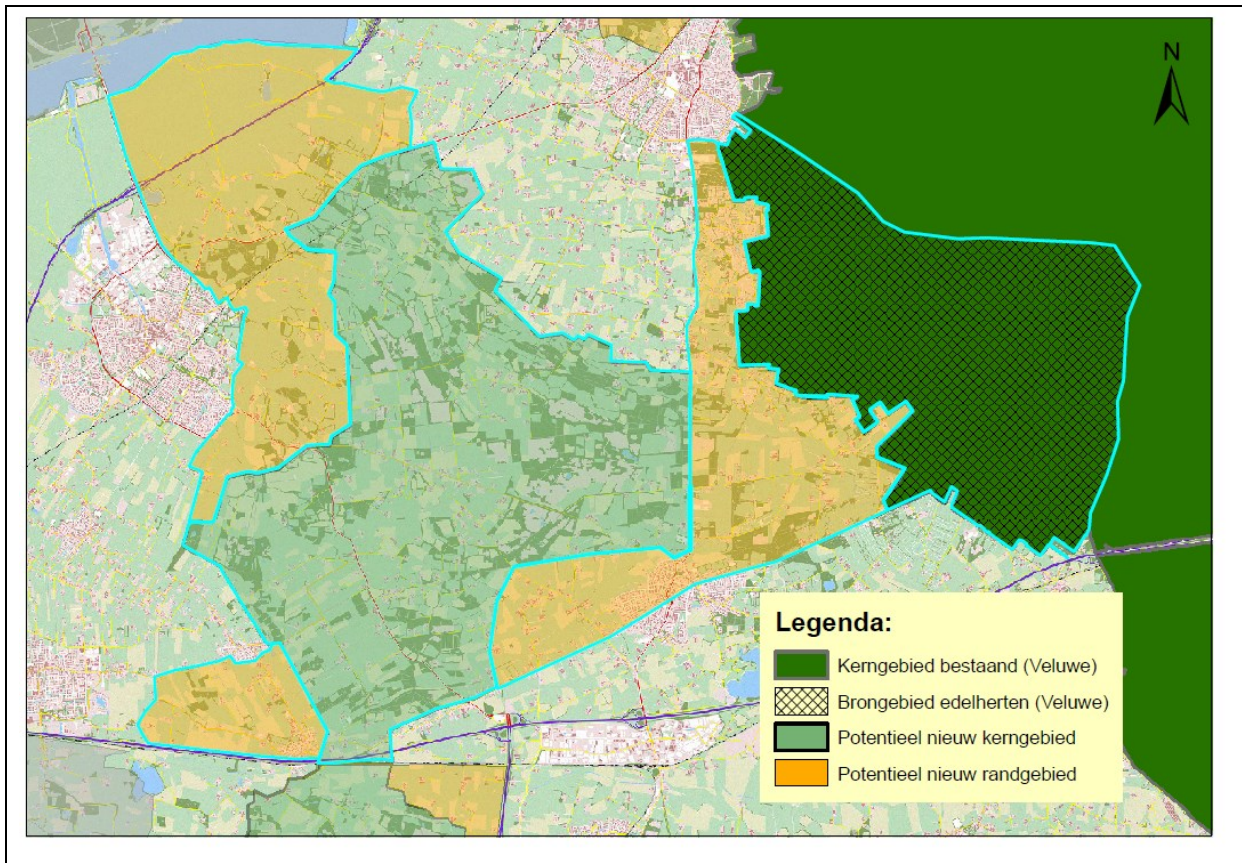 N
Legenda:
Kerngebied bestaand (Veluwe)
Brongebied edelherten (Veluwe)
Potentieel nieuw kerngebied
Potentieel nieuw randgebied